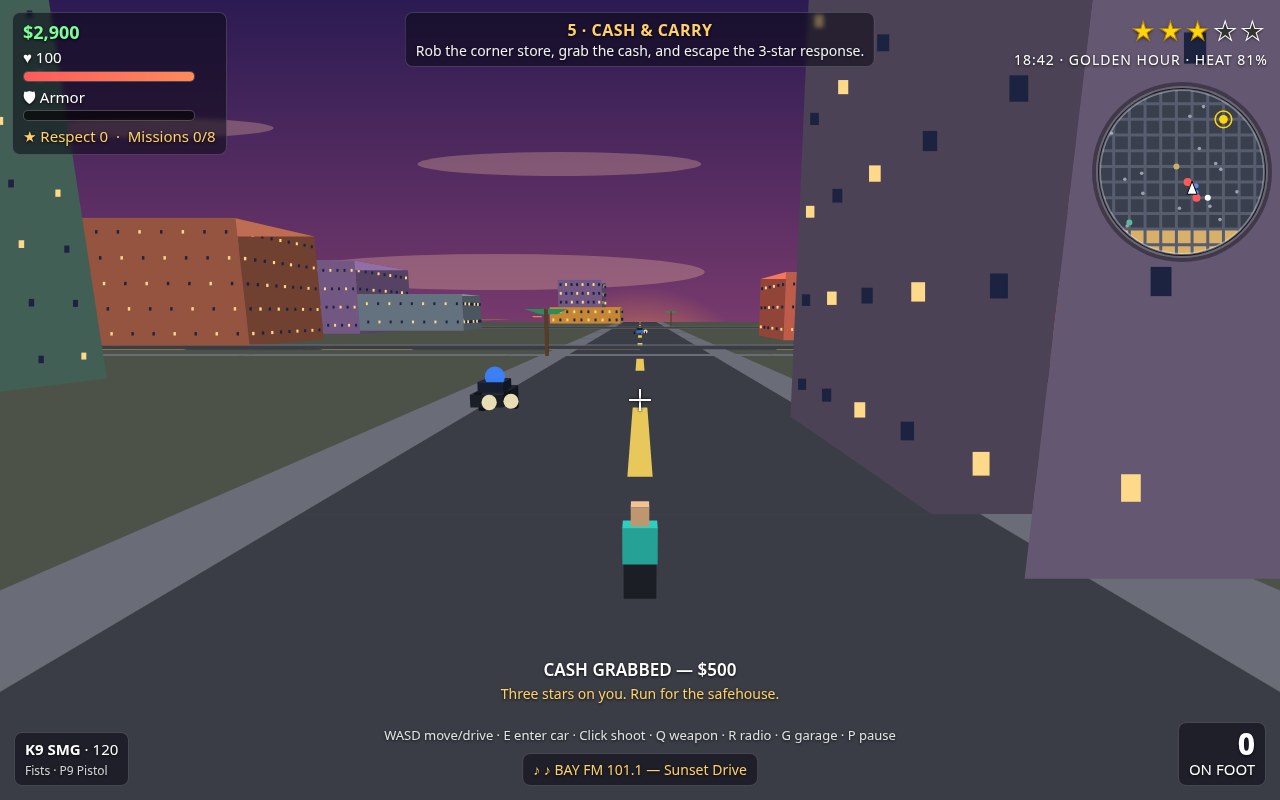 $2,900
♥ 100
Armor
★ Respect 0 · Missions 0/8
5 · CASH & CARRY
Rob the corner store, grab the cash, and escape the 3-star response.
★★★☆☆
18:42 · GOLDEN HOUR · HEAT 81%
CASH GRABBED — $500
Three stars on you. Run for the safehouse.
WASD move/drive · E enter car · Click shoot · Q weapon · R radio · G garage · P pause
♪ ♪ BAY FM 101.1 — Sunset Drive
K9 SMG · 120
Fists · P9 Pistol
0
ON FOOT